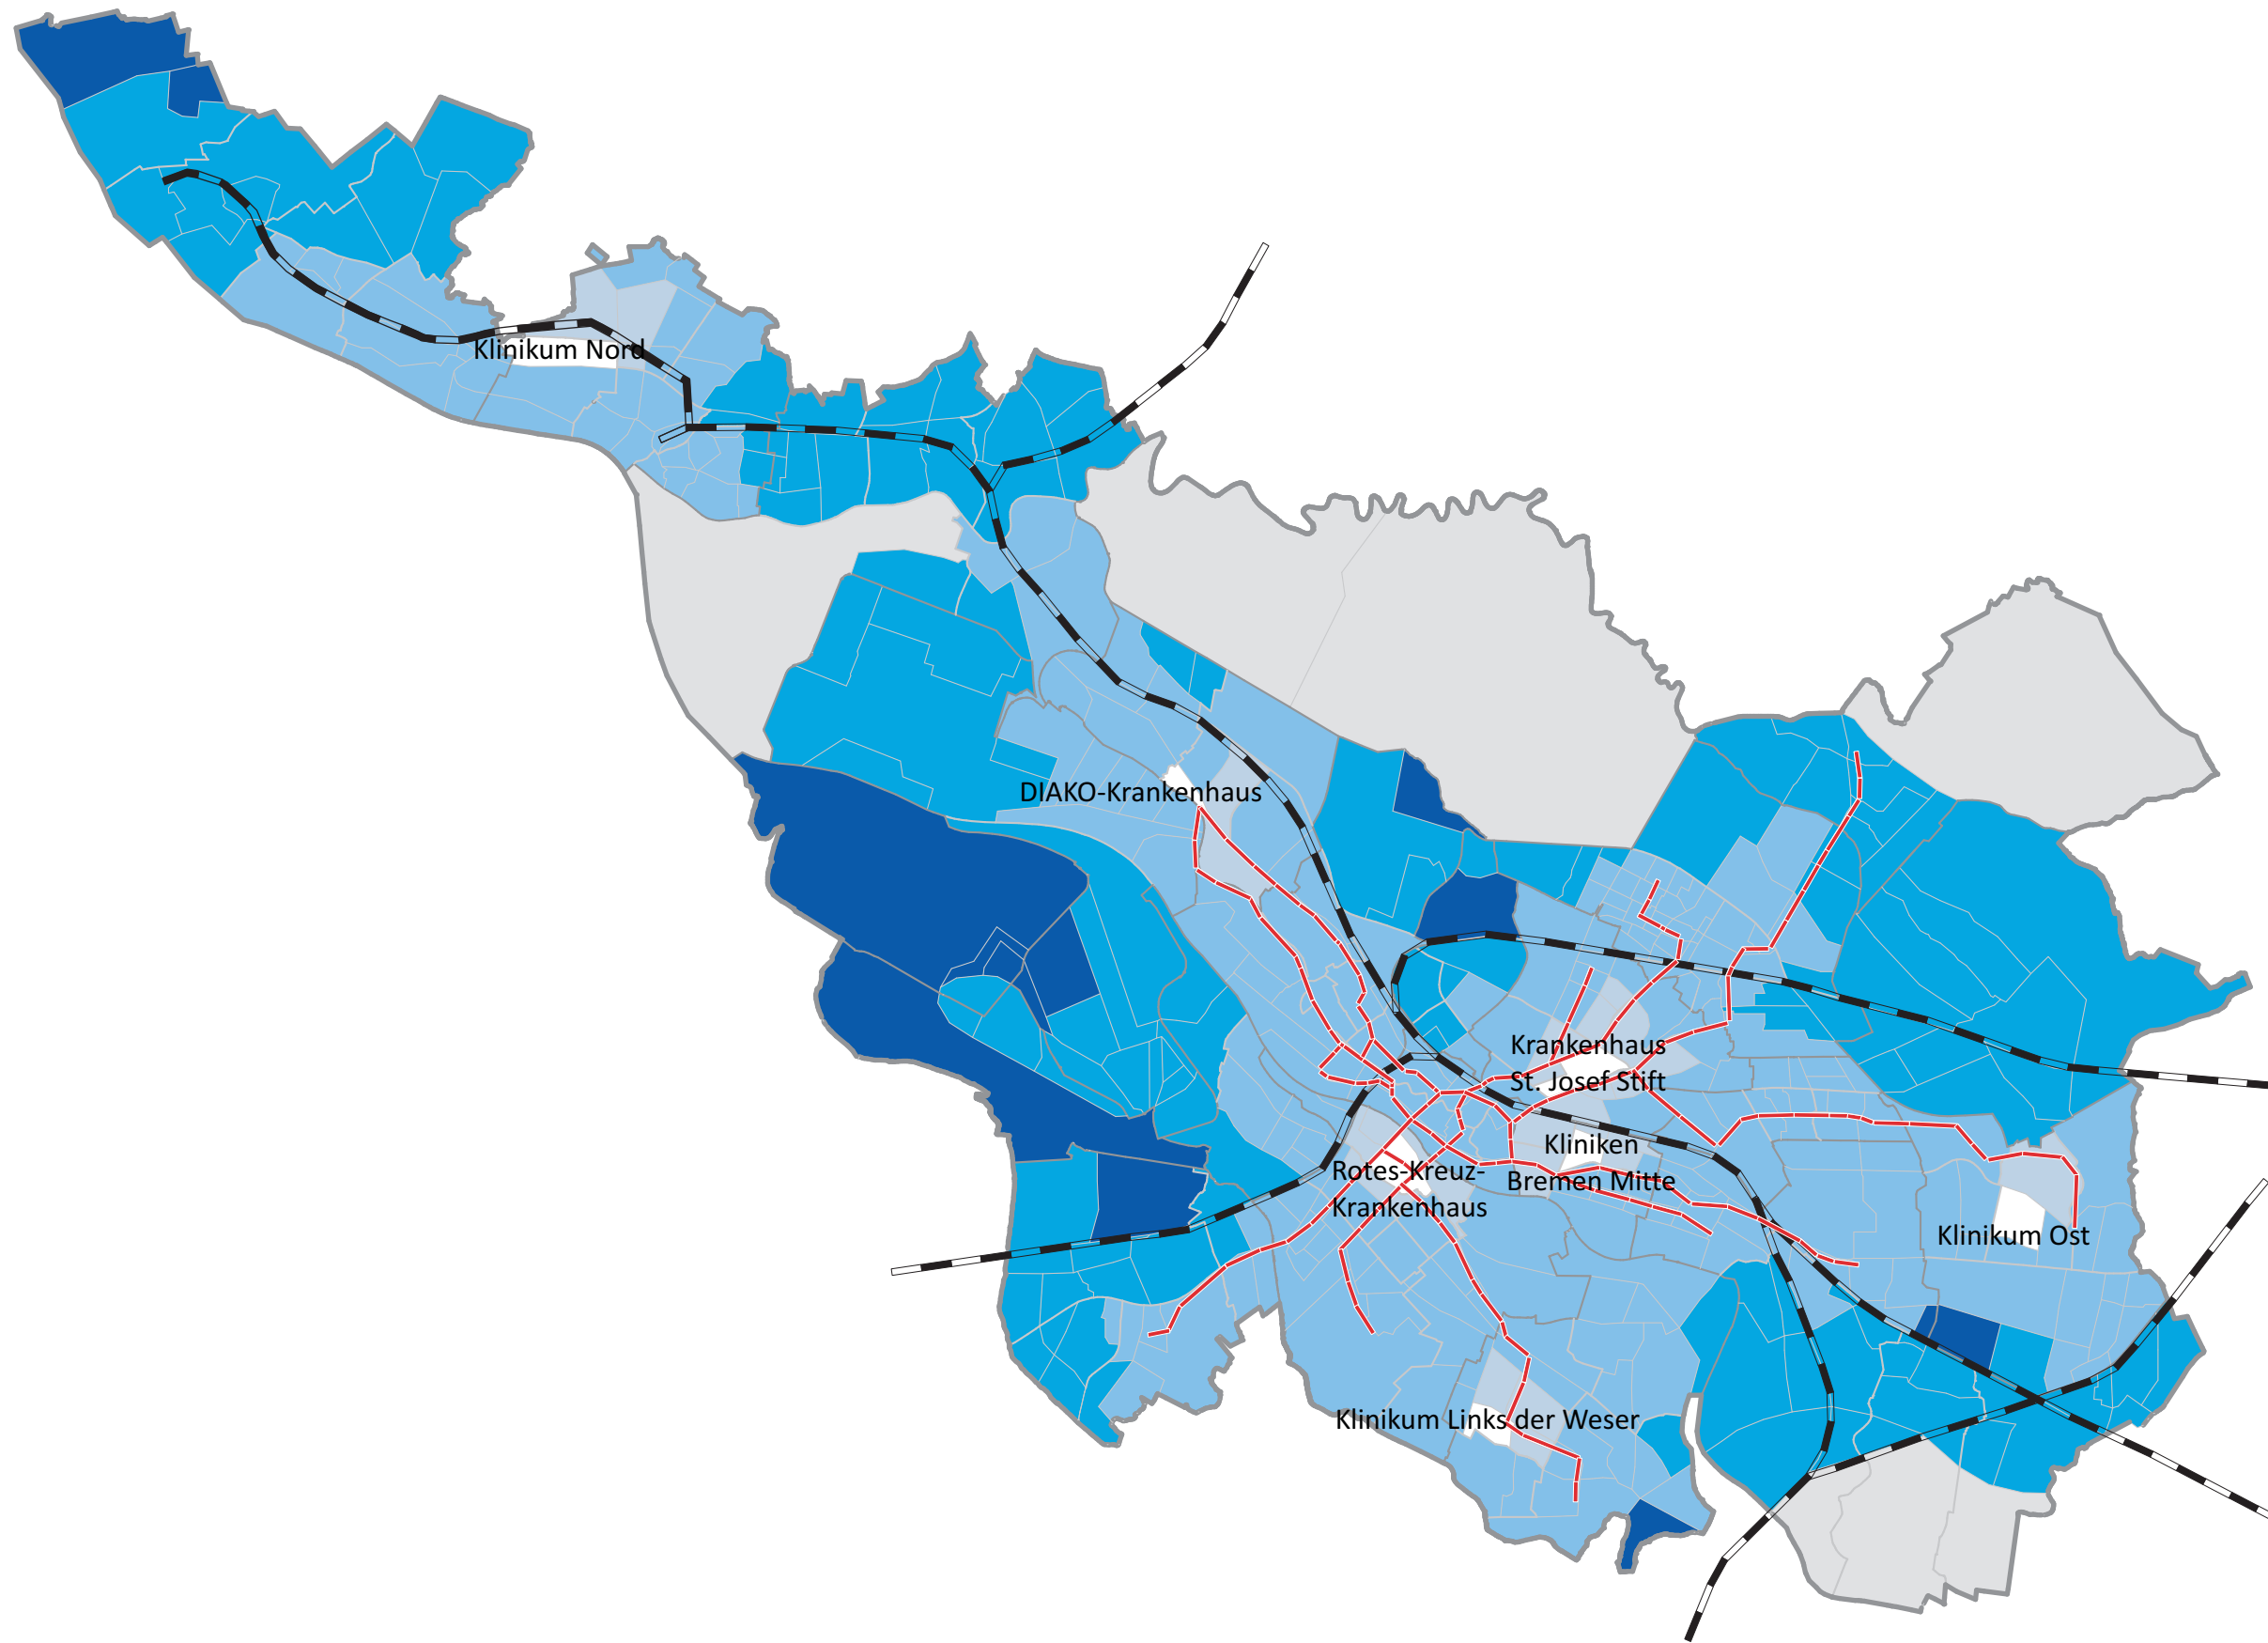 Klinikum Nord
DIAKO-Krankenhaus
Krankenhaus
St. Josef Stift
Kliniken
Bremen Mitte
Rotes-Kreuz-
Krankenhaus
Klinikum Ost
Klinikum Links der Weser